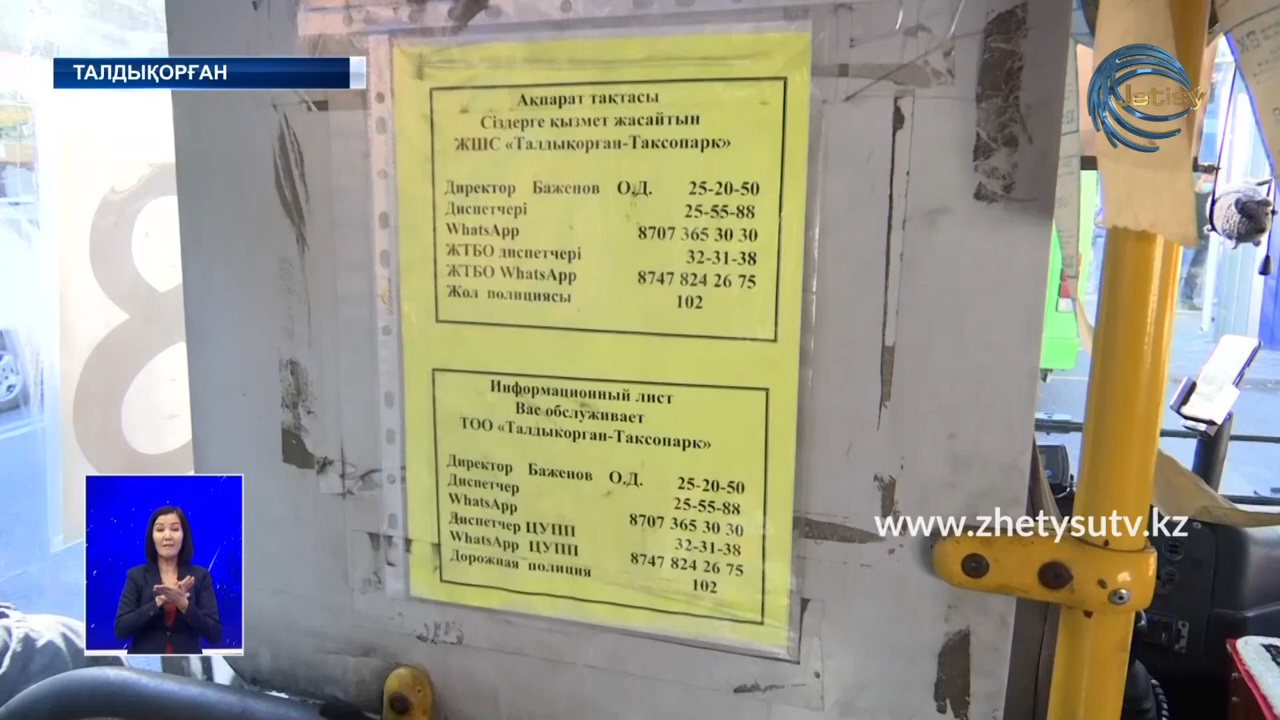 ТАЛДЫҚОРҒАН
Jetisý
Ақпарат тақтасы
Сіздерге қызмет жасайтын
ЖШС «Талдықорған-Таксопарк»
Директор Баженов О.Д. 25-20-50
Диспетчері 25-55-88
WhatsApp 8707 365 30 30
ЖТБО диспетчері 32-31-38
ЖТБО WhatsApp 8747 824 26 75
Жол полициясы 102
Информационный лист
Вас обслуживает
ТОО «Талдыкорган-Таксопарк»
Директор Баженов О.Д. 25-20-50
Диспетчер 25-55-88
WhatsApp 8707 365 30 30
Диспетчер ЦУПП 32-31-38
WhatsApp ЦУПП 8747 824 26 75
Дорожная полиция 102
www.zhetysutv.kz
8